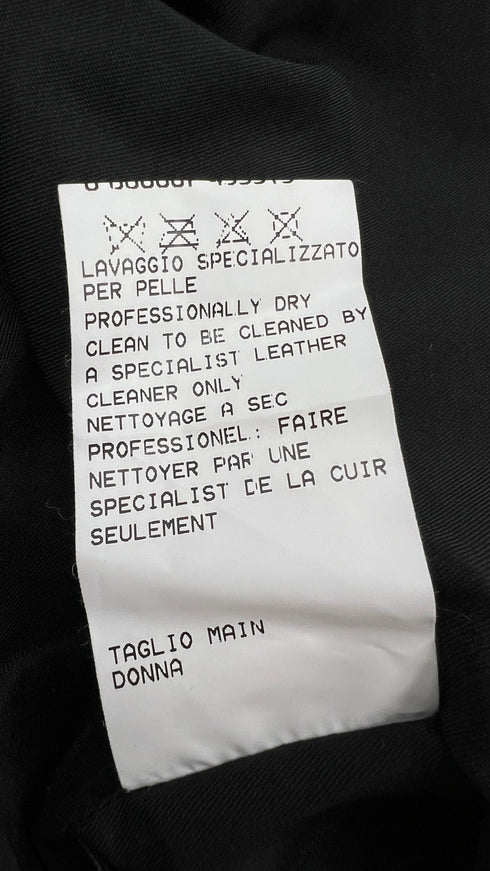 LAVAGGIO SPECIALIZZATO
PER PELLE
PROFESSIONALLY DRY
CLEAN TO BE CLEANED BY
A SPECIALIST LEATHER
CLEANER ONLY
NETTOYAGE A SEC
PROFESSIONEL: FAIRE
NETTOYER PAR UNE
SPECIALIST DE LA CUIR
SEULEMENT
TAGLIO MAIN
DONNA